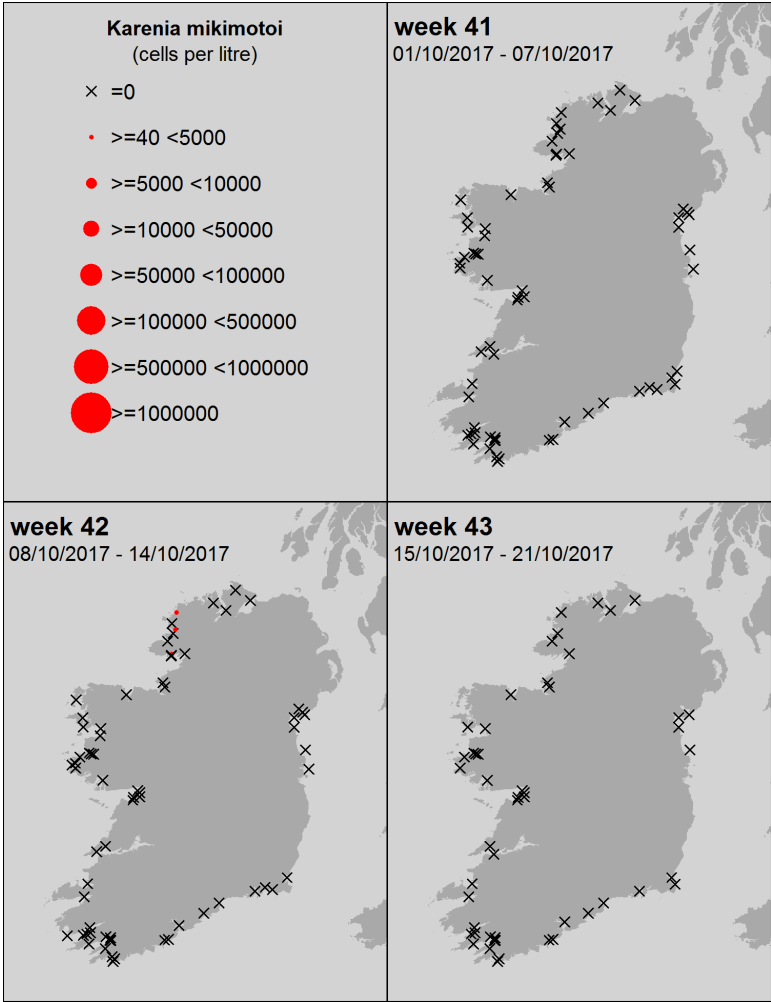 Karenia mikimotoi
(cells per litre)
=0
>=40 <5000
>=5000 <10000
>=10000 <50000
>=50000 <100000
>=100000 <500000
>=500000 <1000000
>=1000000
week 41
01/10/2017 - 07/10/2017
week 42
08/10/2017 - 14/10/2017
week 43
15/10/2017 - 21/10/2017